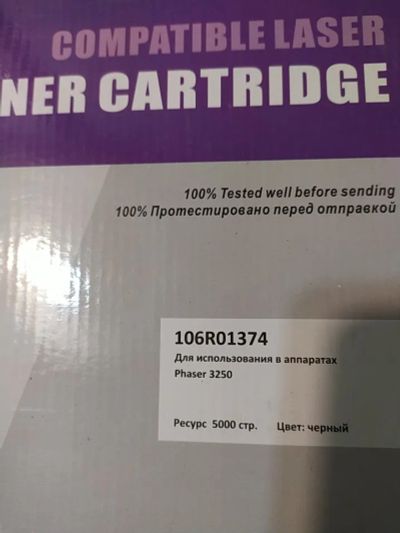 COMPATIBLE LASER
NER CARTRIDGE
100% Tested well before sending
100% Протестировано перед отправкой
106R01374
Для использования в аппаратах
Phaser 3250
Ресурс 5000 стр. Цвет: черный